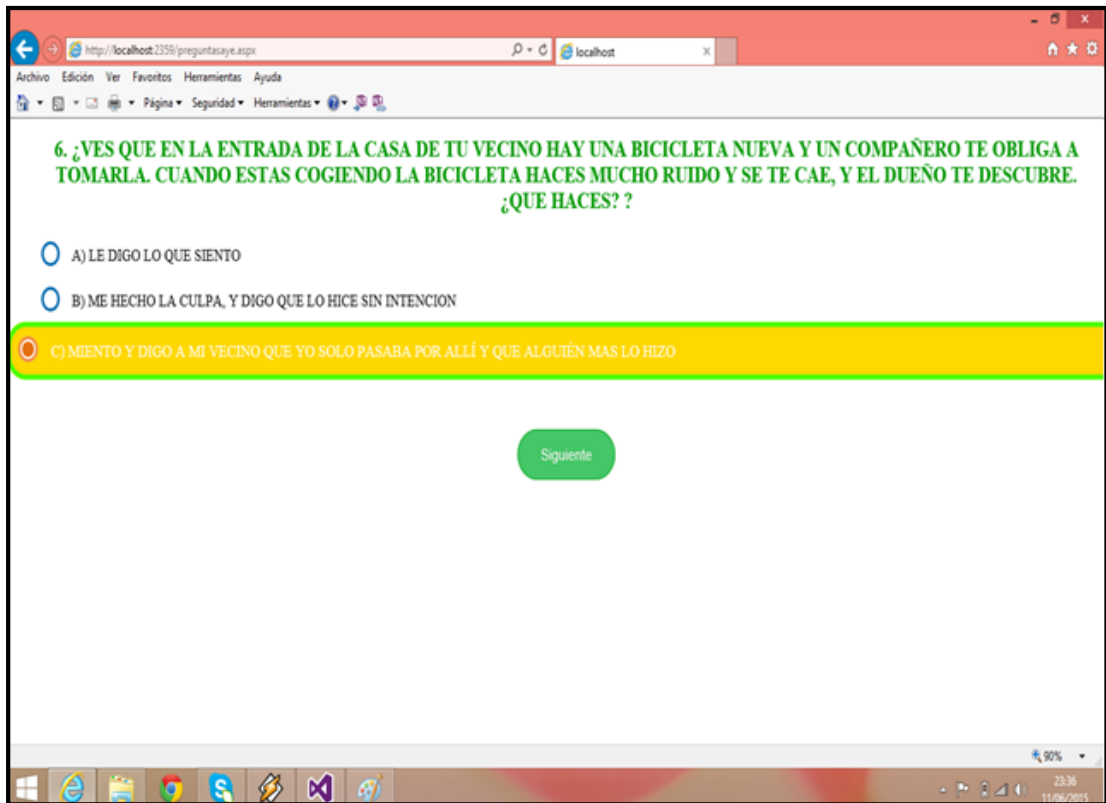 http://localhost:2359/preguntasaye.aspx
localhost
Archivo Edición Ver Favoritos Herramientas Ayuda
Página Seguridad Herramientas
6. ¿VES QUE EN LA ENTRADA DE LA CASA DE TU VECINO HAY UNA BICICLETA NUEVA Y UN COMPAÑERO TE OBLIGA A
TOMARLA. CUANDO ESTAS COGIENDO LA BICICLETA HACES MUCHO RUIDO Y SE TE CAE, Y EL DUEÑO TE DESCUBRE.
¿QUE HACES? ?
A) LE DIGO LO QUE SIENTO
B) ME HECHO LA CULPA, Y DIGO QUE LO HICE SIN INTENCION
C) MIENTO Y DIGO A MI VECINO QUE YO SOLO PASABA POR ALLÍ Y QUE ALGUIÉN MAS LO HIZO
Siguiente
90%
23:36
11/06/2015